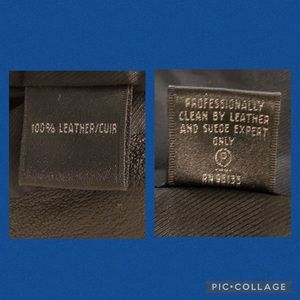 100% LEATHER/CUIR
PROFESSIONALLY
CLEAN BY LEATHER
AND SUEDE EXPERT
ONLY
P
PIC•COLLAGE